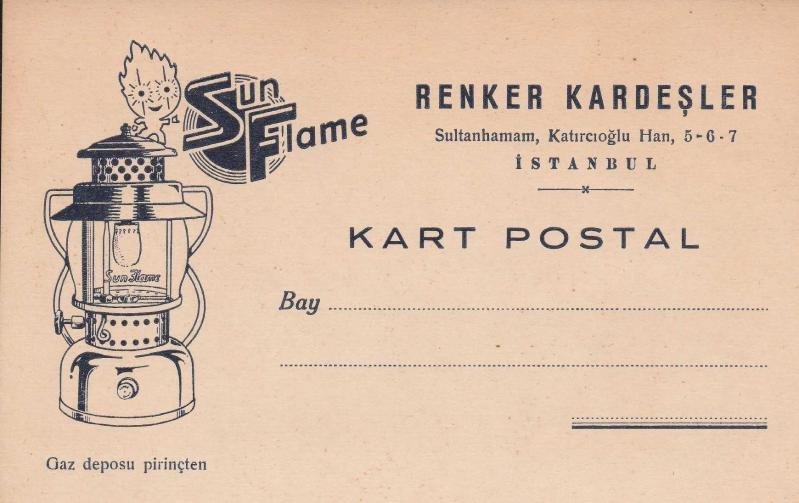 Sun
Flame
RENKER KARDEŞLER
Sultanhamam, Katırcıoğlu Han, 5-6-7
İSTANBUL
KART POSTAL
Sun Flame
Bay
Gaz deposu pirinçten